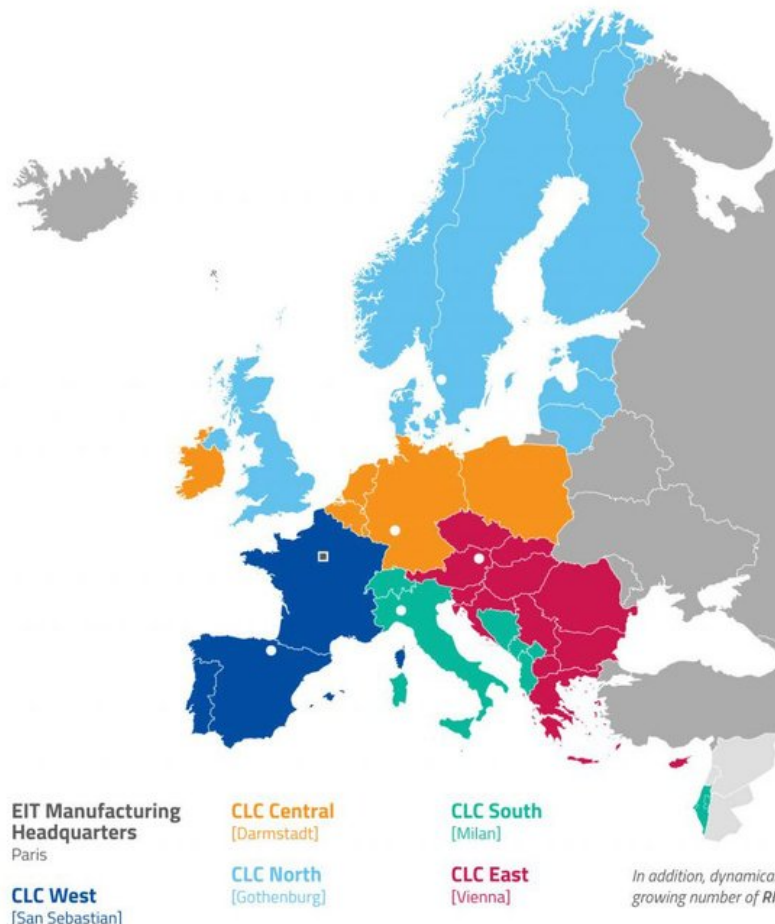 EIT Manufacturing
Headquarters
Paris
CLC West
[San Sebastian]
CLC Central
[Darmstadt]
CLC North
[Gothenburg]
CLC South
[Milan]
CLC East
[Vienna]
In addition, dynamica
growing number of